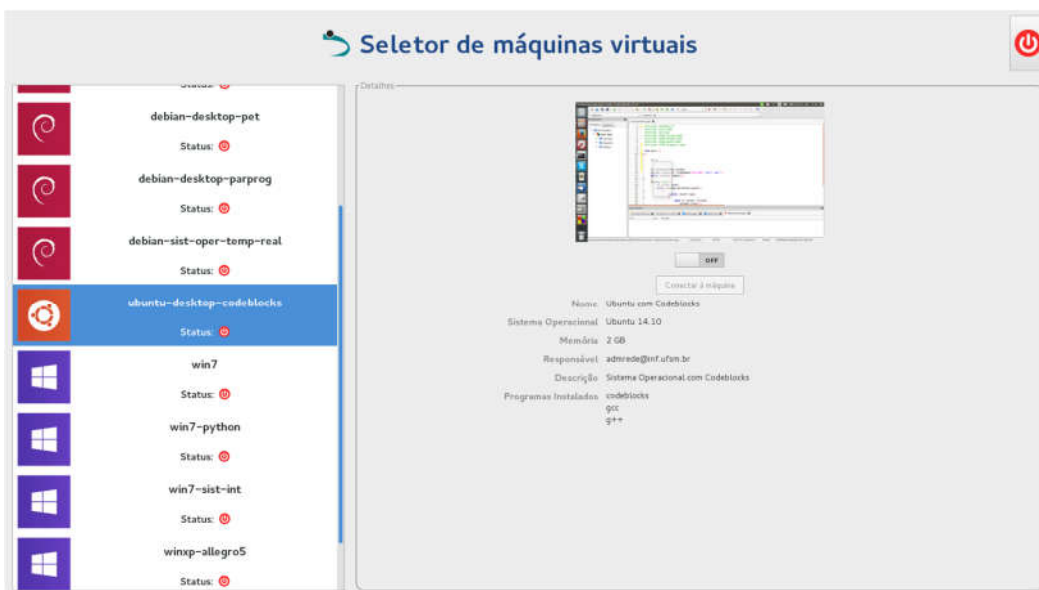 Seletor de máquinas virtuais
Status:
debian-desktop-pet
Status:
debian-desktop-parprog
Status:
debian-sist-oper-temp-real
Status:
ubuntu-desktop-codeblocks
Status:
win7
Status:
win7-python
Status:
win7-sist-int
Status:
winxp-allegro5
Status:
Detalhes
OFF
Conectar à máquina
Nome Ubuntu com Codeblocks
Sistema Operacional Ubuntu 14.10
Memória 2 GB
Responsável admrede@inf.ufsm.br
Descrição Sistema Operacional com Codeblocks
Programas Instalados codeblocks
gcc
g++